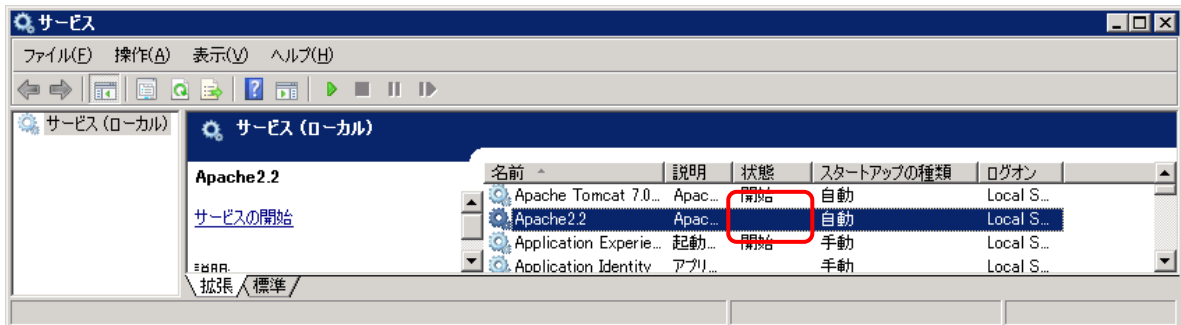 サービス
ファイル(F) 操作(A) 表示(V) ヘルプ(H)
サービス (ローカル)
サービス (ローカル)
Apache2.2
サービスの開始
名前 説明 状態 スタートアップの種類 ログオン
Apache Tomcat 7.0... Apac... 開始 自動 Local S...
Apache2.2 Apac... 自動 Local S...
Application Experie... 起動... 開始 手動 Local S...
Application Identity アプリ... 手動 Local S...
拡張 標準